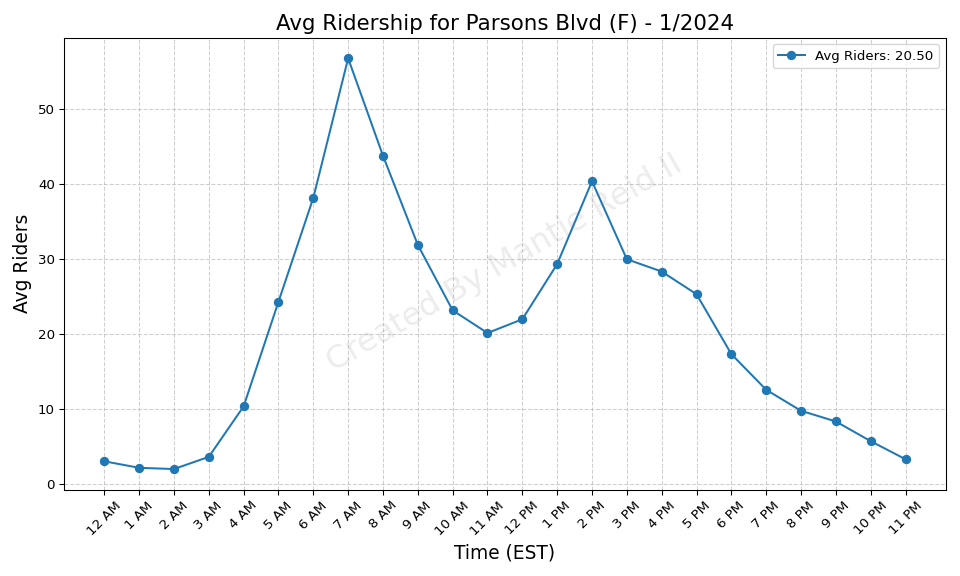 Avg Ridership for Parsons Blvd (F) - 1/2024
Avg Riders: 20.50
Avg Riders
50
40
30
20
10
0
Created By Mantie Reid II
12 AM
1 AM
2 AM
3 AM
4 AM
5 AM
6 AM
7 AM
8 AM
9 AM
10 AM
11 AM
12 PM
1 PM
2 PM
3 PM
4 PM
5 PM
6 PM
7 PM
8 PM
9 PM
10 PM
11 PM
Time (EST)